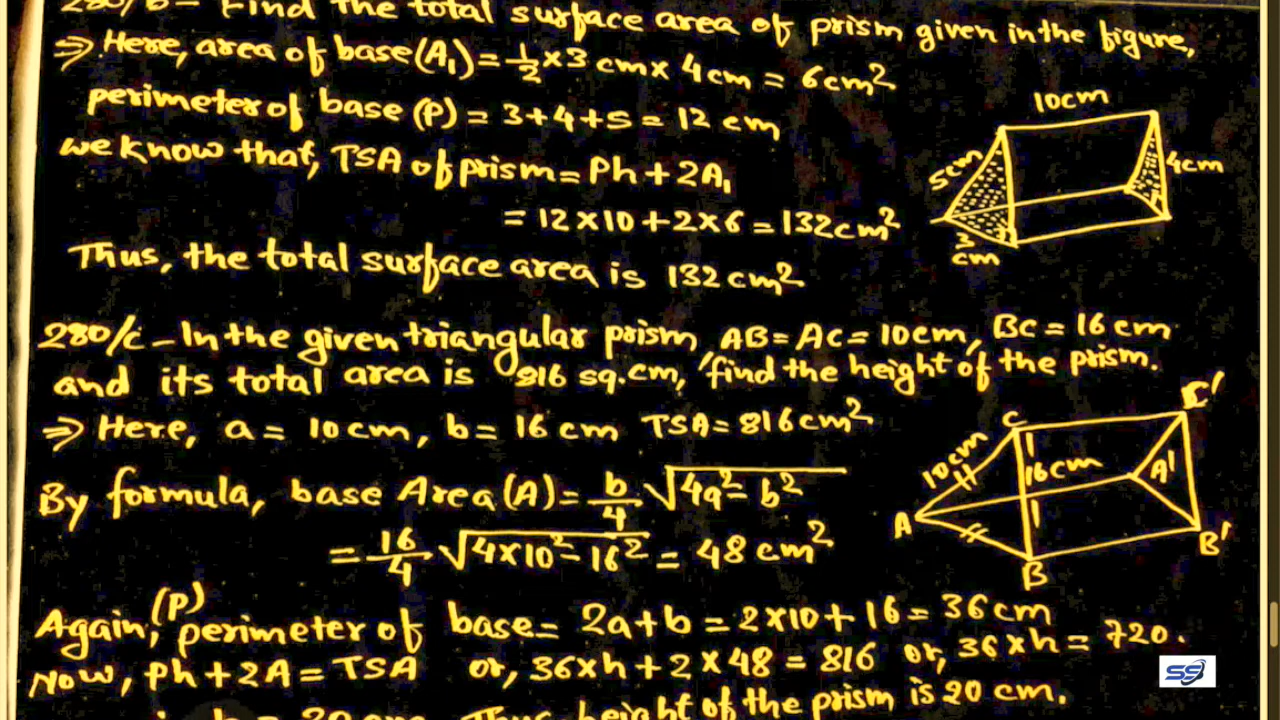 280/b- Find the total surface area of prism given in the figure,
⇒ Here, area of base (A₁) = 1/2 × 3 cm × 4 cm = 6 cm²
perimeter of base (P) = 3+4+5 = 12 cm
we know that, TSA of prism = Ph + 2A₁
= 12×10 + 2×6 = 132 cm²
Thus, the total surface area is 132 cm²
10cm
5cm
4cm
3
cm
280/c - In the given triangular prism, AB = AC = 10cm, BC = 16 cm
and its total area is 816 sq.cm, find the height of the prism.
⇒ Here, a = 10 cm, b = 16 cm TSA = 816 cm²
By formula, base Area (A) = b/4 √4a² - b²
= 16/4 √4×10² - 16² = 48 cm²
C
C'
10cm
16cm
A'
A
B'
B
Again, perimeter (P) of base = 2a+b = 2×10+16 = 36 cm
Now, Ph + 2A = TSA or, 36×h + 2×48 = 816 or, 36×h = 720.
h = 20 cm. Thus, height of the prism is 20 cm.
S9